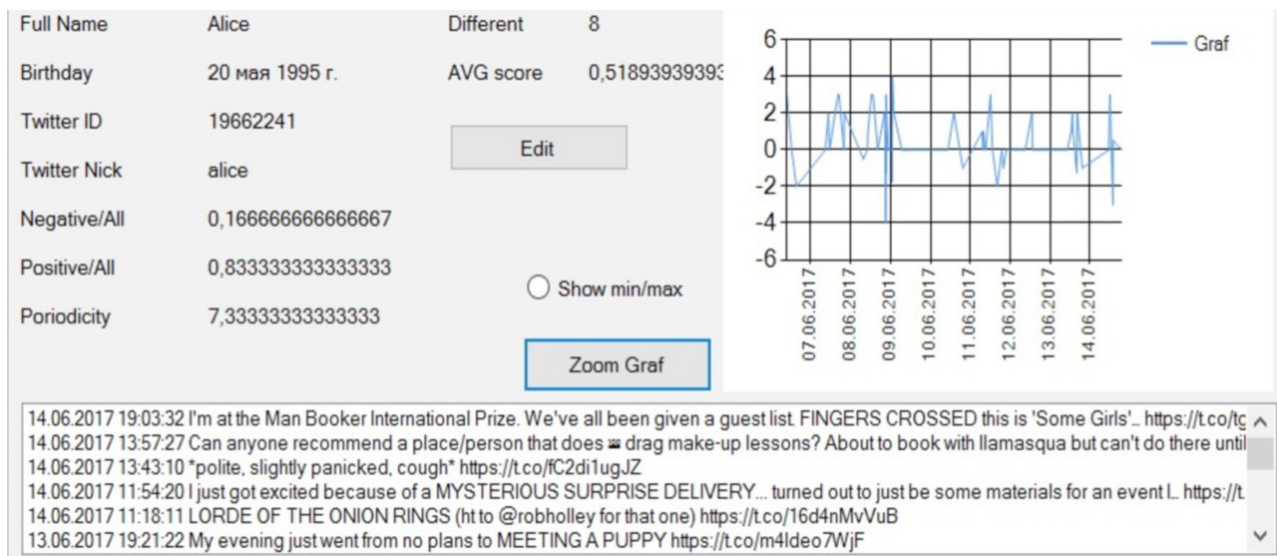 Full Name Alice Different 8
Birthday 20 мая 1995 г. AVG score 0,51893939393
Twitter ID 19662241
Edit
Twitter Nick alice
Negative/All 0,166666666666667
Positive/All 0,833333333333333
Show min/max
Poriodicity 7,33333333333333
Zoom Graf
6
4
2
0
-2
-4
-6
07.06.2017
08.06.2017
09.06.2017
10.06.2017
11.06.2017
12.06.2017
13.06.2017
14.06.2017
Graf
14.06.2017 19:03:32 I'm at the Man Booker International Prize. We've all been given a guest list. FINGERS CROSSED this is 'Some Girls'... https://t.co/tg
14.06.2017 13:57:27 Can anyone recommend a place/person that does drag make-up lessons? About to book with Ilamasqua but can't do there until
14.06.2017 13:43:10 *polite, slightly panicked, cough* https://t.co/fC2di1ugJZ
14.06.2017 11:54:20 I just got excited because of a MYSTERIOUS SURPRISE DELIVERY... turned out to just be some materials for an event I... https://t.
14.06.2017 11:18:11 LORDE OF THE ONION RINGS (ht to @robholley for that one) https://t.co/16d4nMvVuB
13.06.2017 19:21:22 My evening just went from no plans to MEETING A PUPPY https://t.co/m4Ideo7WjF